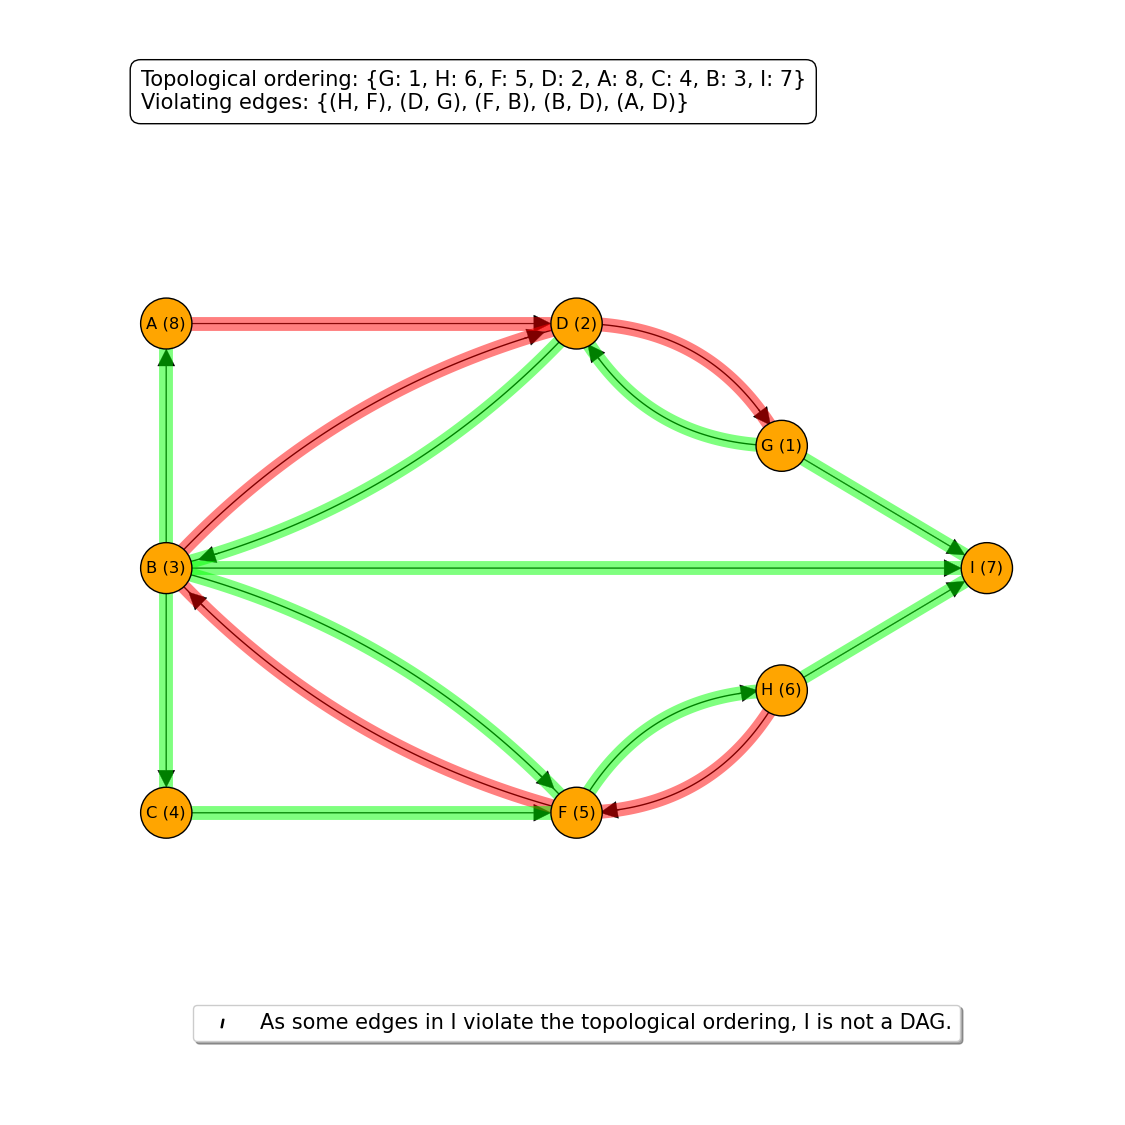 Topological ordering: {G: 1, H: 6, F: 5, D: 2, A: 8, C: 4, B: 3, I: 7}
Violating edges: {(H, F), (D, G), (F, B), (B, D), (A, D)}
A (8)
D (2)
G (1)
B (3)
I (7)
H (6)
C (4)
F (5)
I As some edges in I violate the topological ordering, I is not a DAG.